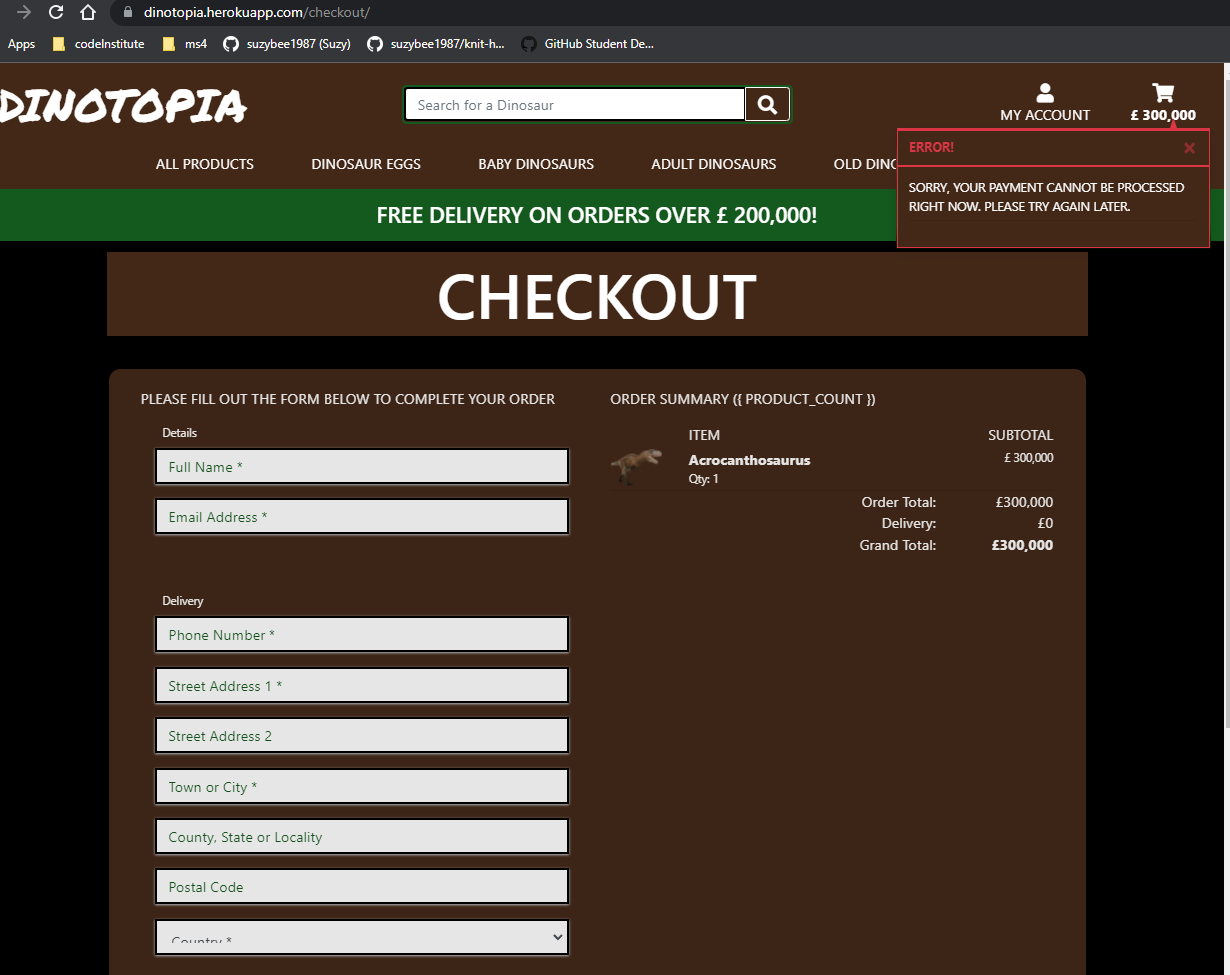 dinotopia.herokuapp.com/checkout/
Apps codeInstitute ms4 suzybee1987 (Suzy) suzybee1987/knit-h... GitHub Student De...
DINOTOPIA
Search for a Dinosaur
MY ACCOUNT
£ 300,000
ALL PRODUCTS DINOSAUR EGGS BABY DINOSAURS ADULT DINOSAURS OLD DINO
ERROR!
SORRY, YOUR PAYMENT CANNOT BE PROCESSED
RIGHT NOW. PLEASE TRY AGAIN LATER.
FREE DELIVERY ON ORDERS OVER £ 200,000!
CHECKOUT
PLEASE FILL OUT THE FORM BELOW TO COMPLETE YOUR ORDER
Details
Full Name *
Email Address *
Delivery
Phone Number *
Street Address 1 *
Street Address 2
Town or City *
County, State or Locality
Postal Code
Country *
ORDER SUMMARY ({ PRODUCT_COUNT })
ITEM SUBTOTAL
Acrocanthosaurus £ 300,000
Qty: 1
Order Total: £300,000
Delivery: £0
Grand Total: £300,000